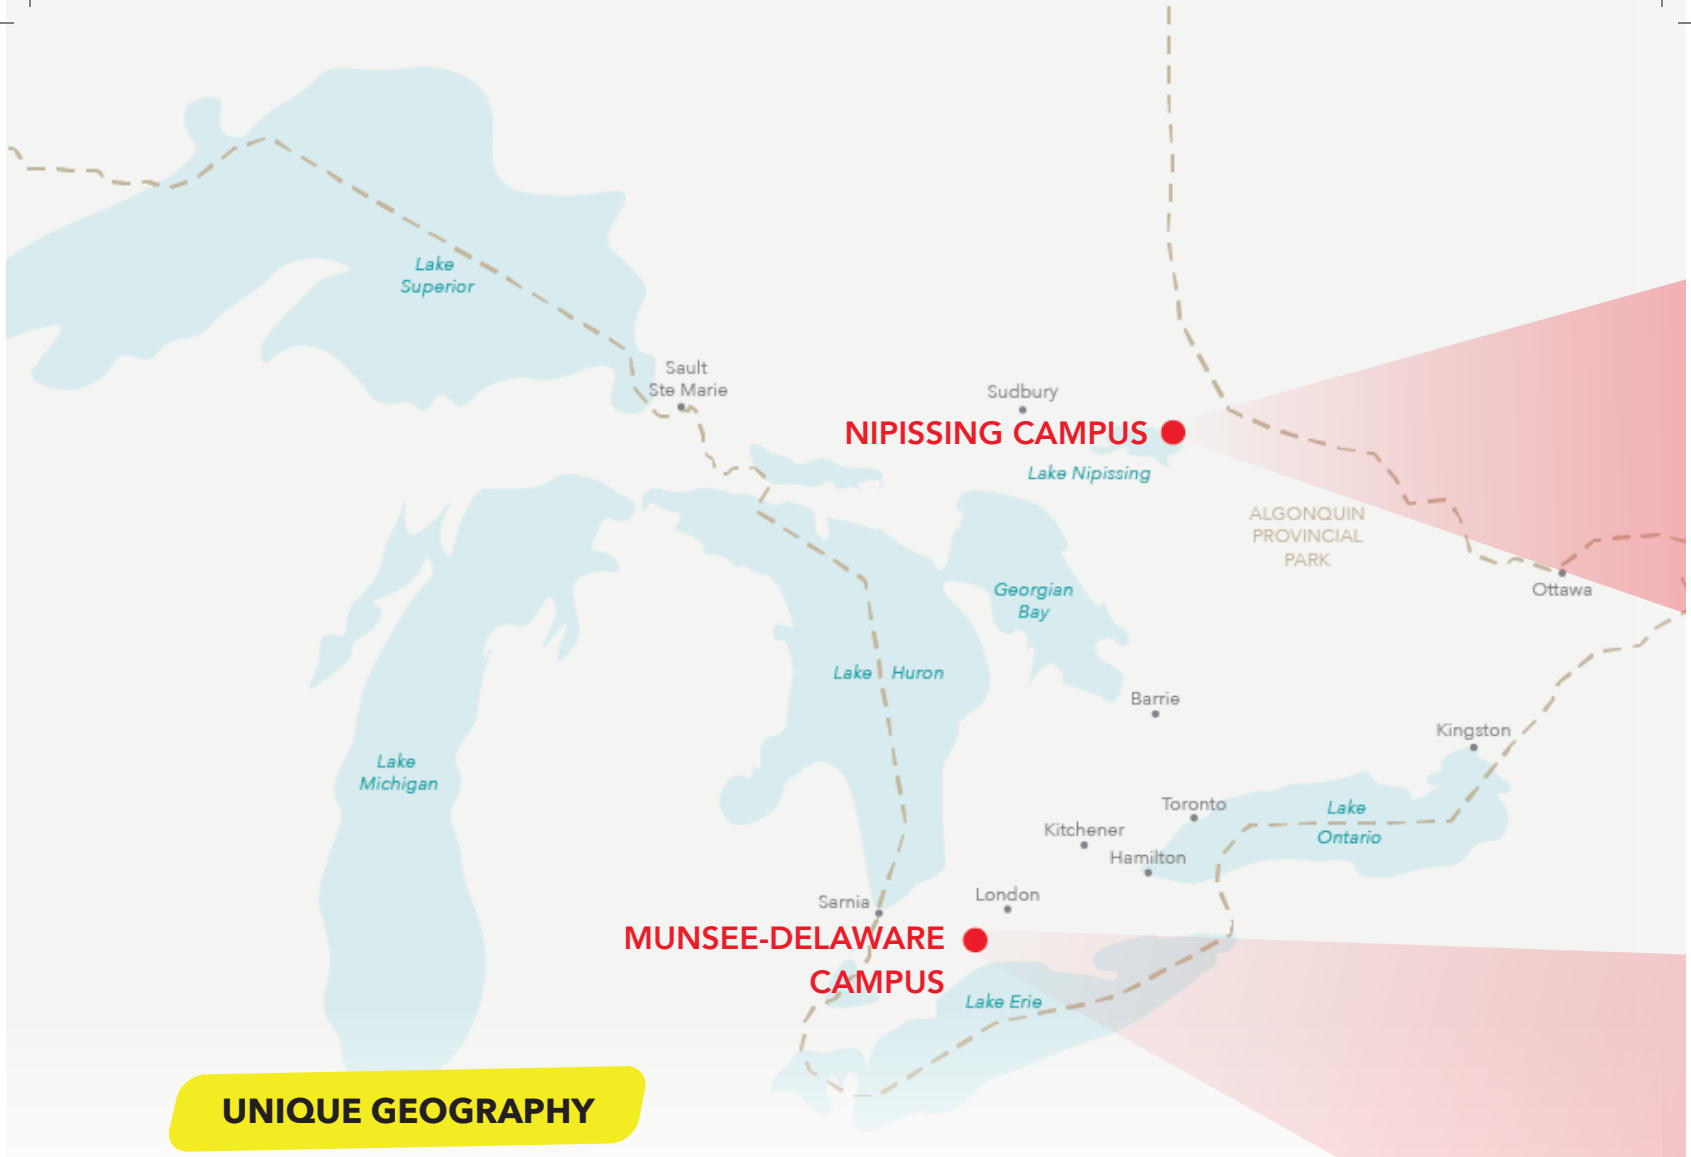 Lake
Superior
Sault
Ste Marie
Sudbury
NIPISSING CAMPUS
Lake Nipissing
ALGONQUIN
PROVINCIAL
PARK
Ottawa
Georgian
Bay
Lake Huron
Barrie
Kingston
Lake
Michigan
Toronto
Lake
Ontario
Kitchener
Hamilton
London
Sarnia
MUNSEE-DELAWARE
CAMPUS
Lake Erie
UNIQUE GEOGRAPHY